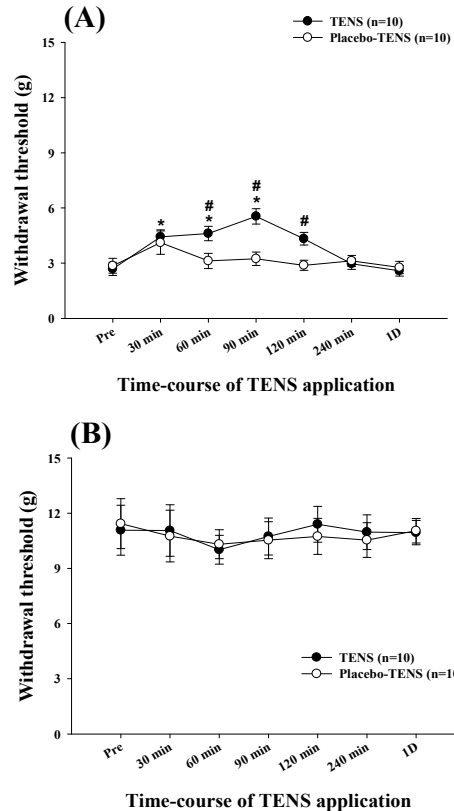 (A)
TENS (n=10)
Placebo-TENS (n=10)
15
12
9
6
3
0
Withdrawal threshold (g)
*
#
*
#
*
#
Pre
30 min
60 min
90 min
120 min
240 min
1D
Time-course of TENS application
(B)
15
12
9
6
3
0
Withdrawal threshold (g)
TENS (n=10)
Placebo-TENS (n=10
Pre
30 min
60 min
90 min
120 min
240 min
1D
Time-course of TENS application